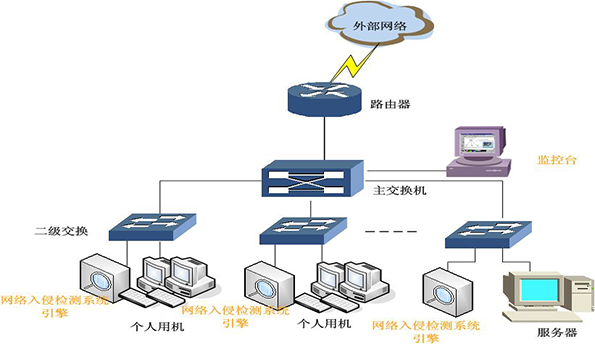 外部网络
路由器
监控台
主交换机
二级交换
网络入侵检测系统
引擎
个人用机
网络入侵检测系统
引擎
个人用机
网络入侵检测系统
引擎
服务器